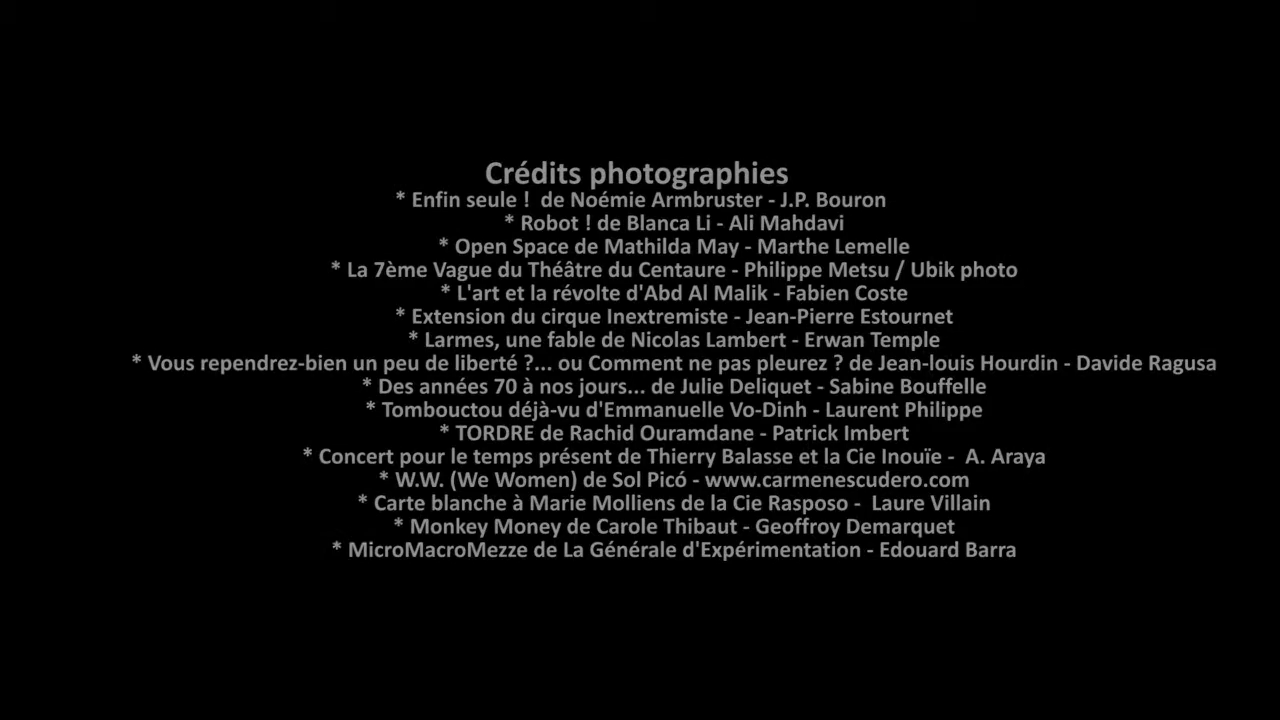 Crédits photographies
* Enfin seule !  de Noémie Armbruster - J.P. Bouron
* Robot ! de Blanca Li - Ali Mahdavi
* Open Space de Mathilda May - Marthe Lemelle
* La 7ème Vague du Théâtre du Centaure - Philippe Metsu / Ubik photo
* L'art et la révolte d'Abd Al Malik - Fabien Coste
* Extension du cirque Inextremiste - Jean-Pierre Estournet
* Larmes, une fable de Nicolas Lambert - Erwan Temple
* Vous rependrez-bien un peu de liberté ?... ou Comment ne pas pleurez ? de Jean-louis Hourdin - Davide Ragusa
* Des années 70 à nos jours... de Julie Deliquet - Sabine Bouffelle
* Tombouctou déjà-vu d'Emmanuelle Vo-Dinh - Laurent Philippe
* TORDRE de Rachid Ouramdane - Patrick Imbert
* Concert pour le temps présent de Thierry Balasse et la Cie Inouïe -  A. Araya
* W.W. (We Women) de Sol Picó - www.carmenescudero.com
* Carte blanche à Marie Molliens de la Cie Rasposo -  Laure Villain
* Monkey Money de Carole Thibaut - Geoffroy Demarquet
* MicroMacroMezze de La Générale d'Expérimentation - Edouard Barra